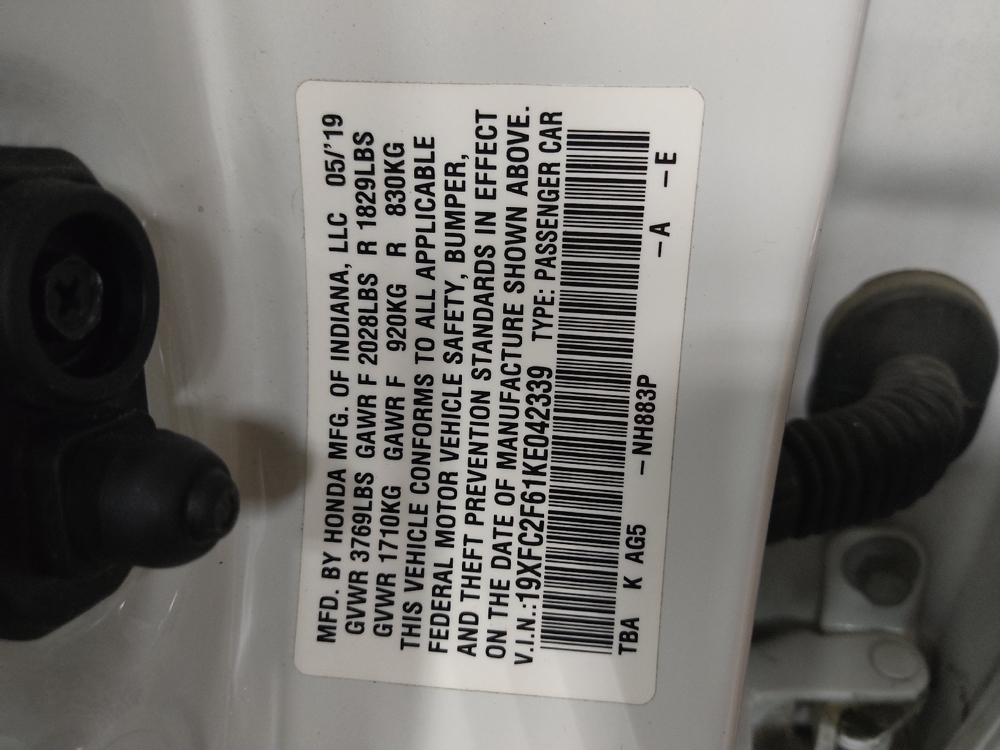 MFD. BY HONDA MFG. OF INDIANA, LLC 05/'19
GVWR 3769LBS GAWR F 2028LBS R 1829LBS
GVWR 1710KG GAWR F 920KG R 830KG
THIS VEHICLE CONFORMS TO ALL APPLICABLE
FEDERAL MOTOR VEHICLE SAFETY, BUMPER,
AND THEFT PREVENTION STANDARDS IN EFFECT
ON THE DATE OF MANUFACTURE SHOWN ABOVE.
V.I.N.:19XFC2F61KE042339 TYPE: PASSENGER CAR
TBA K AG5 –NH883P –A –E